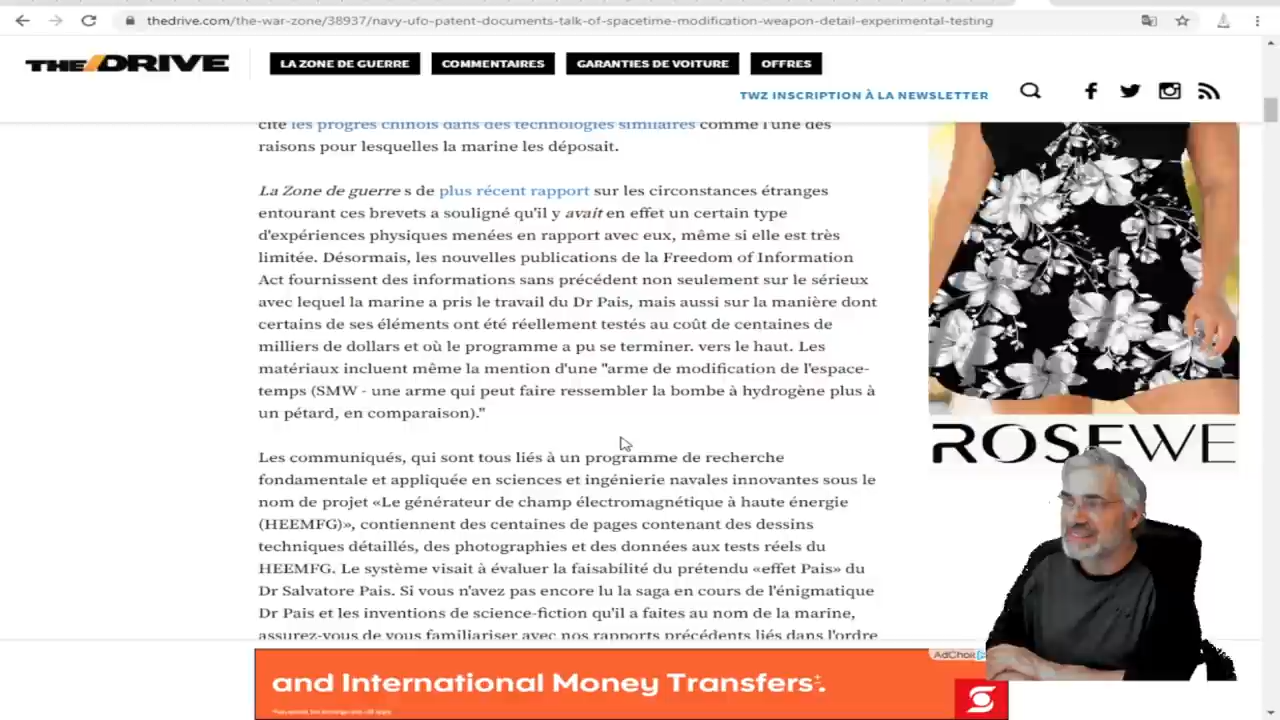 thedrive.com/the-war-zone/38937/navy-ufo-patent-documents-talk-of-spacetime-modification-weapon-detail-experimental-testing
THE/DRIVE
LA ZONE DE GUERRE
COMMENTAIRES
GARANTIES DE VOITURE
OFFRES
TWZ INSCRIPTION À LA NEWSLETTER
cité les progrès chinois dans des technologies similaires comme l'une des
raisons pour lesquelles la marine les déposait.
La Zone de guerre s de plus récent rapport sur les circonstances étranges
entourant ces brevets a souligné qu'il y avait en effet un certain type
d'expériences physiques menées en rapport avec eux, même si elle est très
limitée. Désormais, les nouvelles publications de la Freedom of Information
Act fournissent des informations sans précédent non seulement sur le sérieux
avec lequel la marine a pris le travail du Dr Pais, mais aussi sur la manière dont
certains de ses éléments ont été réellement testés au coût de centaines de
milliers de dollars et où le programme a pu se terminer. vers le haut. Les
matériaux incluent même la mention d'une "arme de modification de l'espace-
temps (SMW - une arme qui peut faire ressembler la bombe à hydrogène plus à
un pétard, en comparaison)."
Les communiqués, qui sont tous liés à un programme de recherche
fondamentale et appliquée en sciences et ingénierie navales innovantes sous le
nom de projet «Le générateur de champ électromagnétique à haute énergie
(HEEMFG)», contiennent des centaines de pages contenant des dessins
techniques détaillés, des photographies et des données aux tests réels du
HEEMFG. Le système visait à évaluer la faisabilité du prétendu «effet Pais» du
Dr Salvatore Pais. Si vous n'avez pas encore lu la saga en cours de l'énigmatique
Dr Pais et les inventions de science-fiction qu'il a faites au nom de la marine,
assurez-vous de vous familiariser avec nos rapports précédents liés dans l'ordre
ROSEWE
AdChoi
and International Money Transfers⁺.